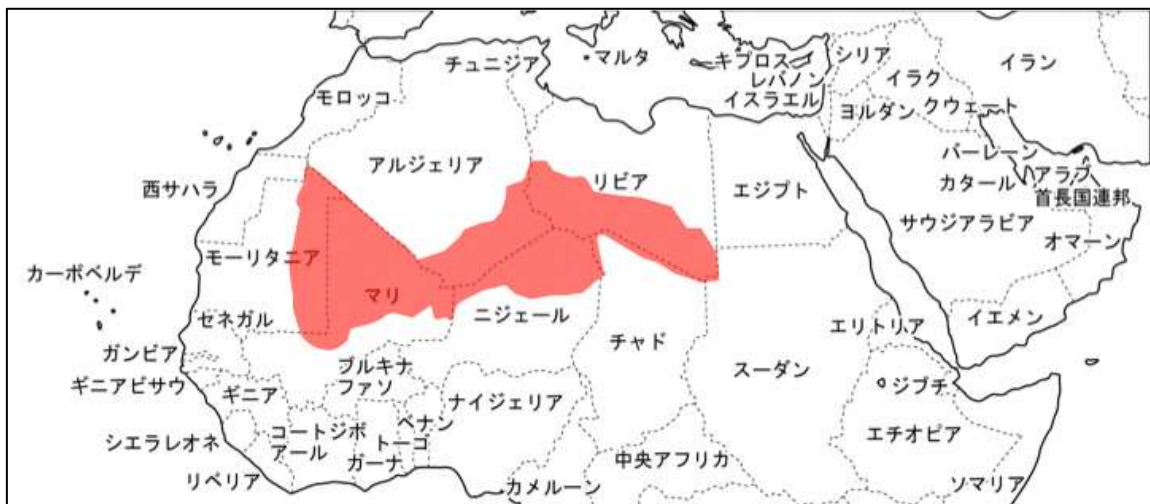 チュニジア
マルタ
キプロス
シリア
レバノン
イスラエル
イラク
イラン
ヨルダン
クウェート
モロッコ
アルジェリア
リビア
エジプト
バーレーン
カタール
アラブ
首長国連邦
西サハラ
サウジアラビア
オマーン
モーリタニア
カーボベルデ
マリ
ニジェール
チャド
スーダン
エリトリア
イエメン
セネガル
ガンビア
ギニアビサウ
ギニア
ブルキナ
ファソ
ナイジェリア
ジブチ
エチオピア
シエラレオネ
コートジボ
アール
ベナン
トーゴ
ガーナ
リベリア
カメルーン
中央アフリカ
ソマリア